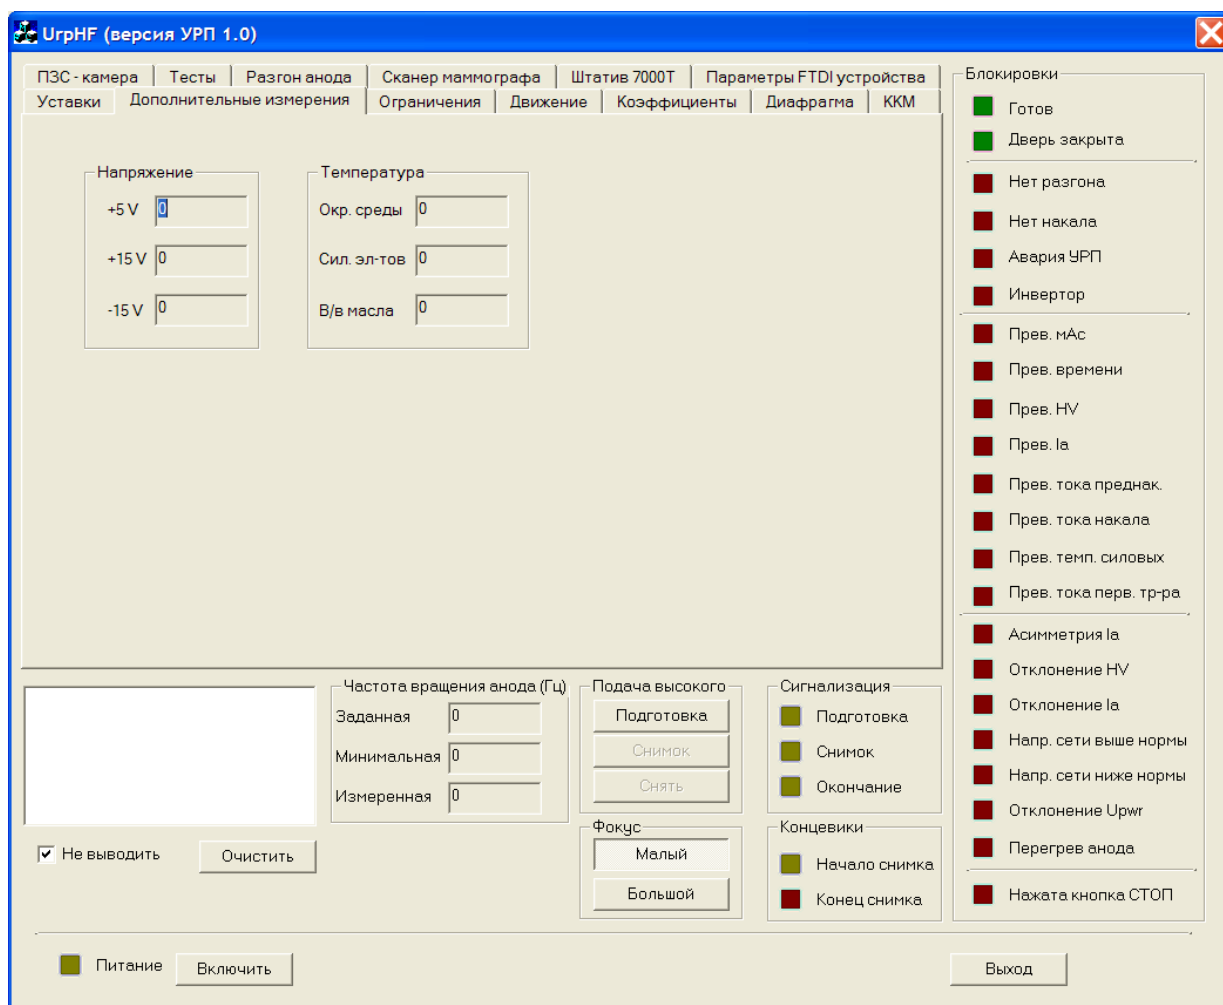 UrpHF (версия УРП 1.0)
ПЗС - камера Тесты Разгон анода Сканер маммографа Штатив 7000Т Параметры FTDI устройства
Уставки Дополнительные измерения Ограничения Движение Коэффициенты Диафрагма ККМ
Напряжение
+5 V 0
+15 V 0
-15 V 0
Температура
Окр. среды 0
Сил. эл-тов 0
В/в масла 0
Блокировки
Готов
Дверь закрыта
Нет разгона
Нет накала
Авария УРП
Инвертор
Прев. мАс
Прев. времени
Прев. HV
Прев. Ia
Прев. тока преднак.
Прев. тока накала
Прев. темп. силовых
Прев. тока перв. тр-ра
Асимметрия Ia
Отклонение HV
Отклонение Ia
Напр. сети выше нормы
Напр. сети ниже нормы
Отклонение Upwr
Перегрев анода
Нажата кнопка СТОП
Не выводить
Очистить
Частота вращения анода (Гц)
Заданная 0
Минимальная 0
Измеренная 0
Подача высокого
Подготовка
Снимок
Снять
Фокус
Малый
Большой
Сигнализация
Подготовка
Снимок
Окончание
Концевики
Начало снимка
Конец снимка
Питание
Включить
Выход